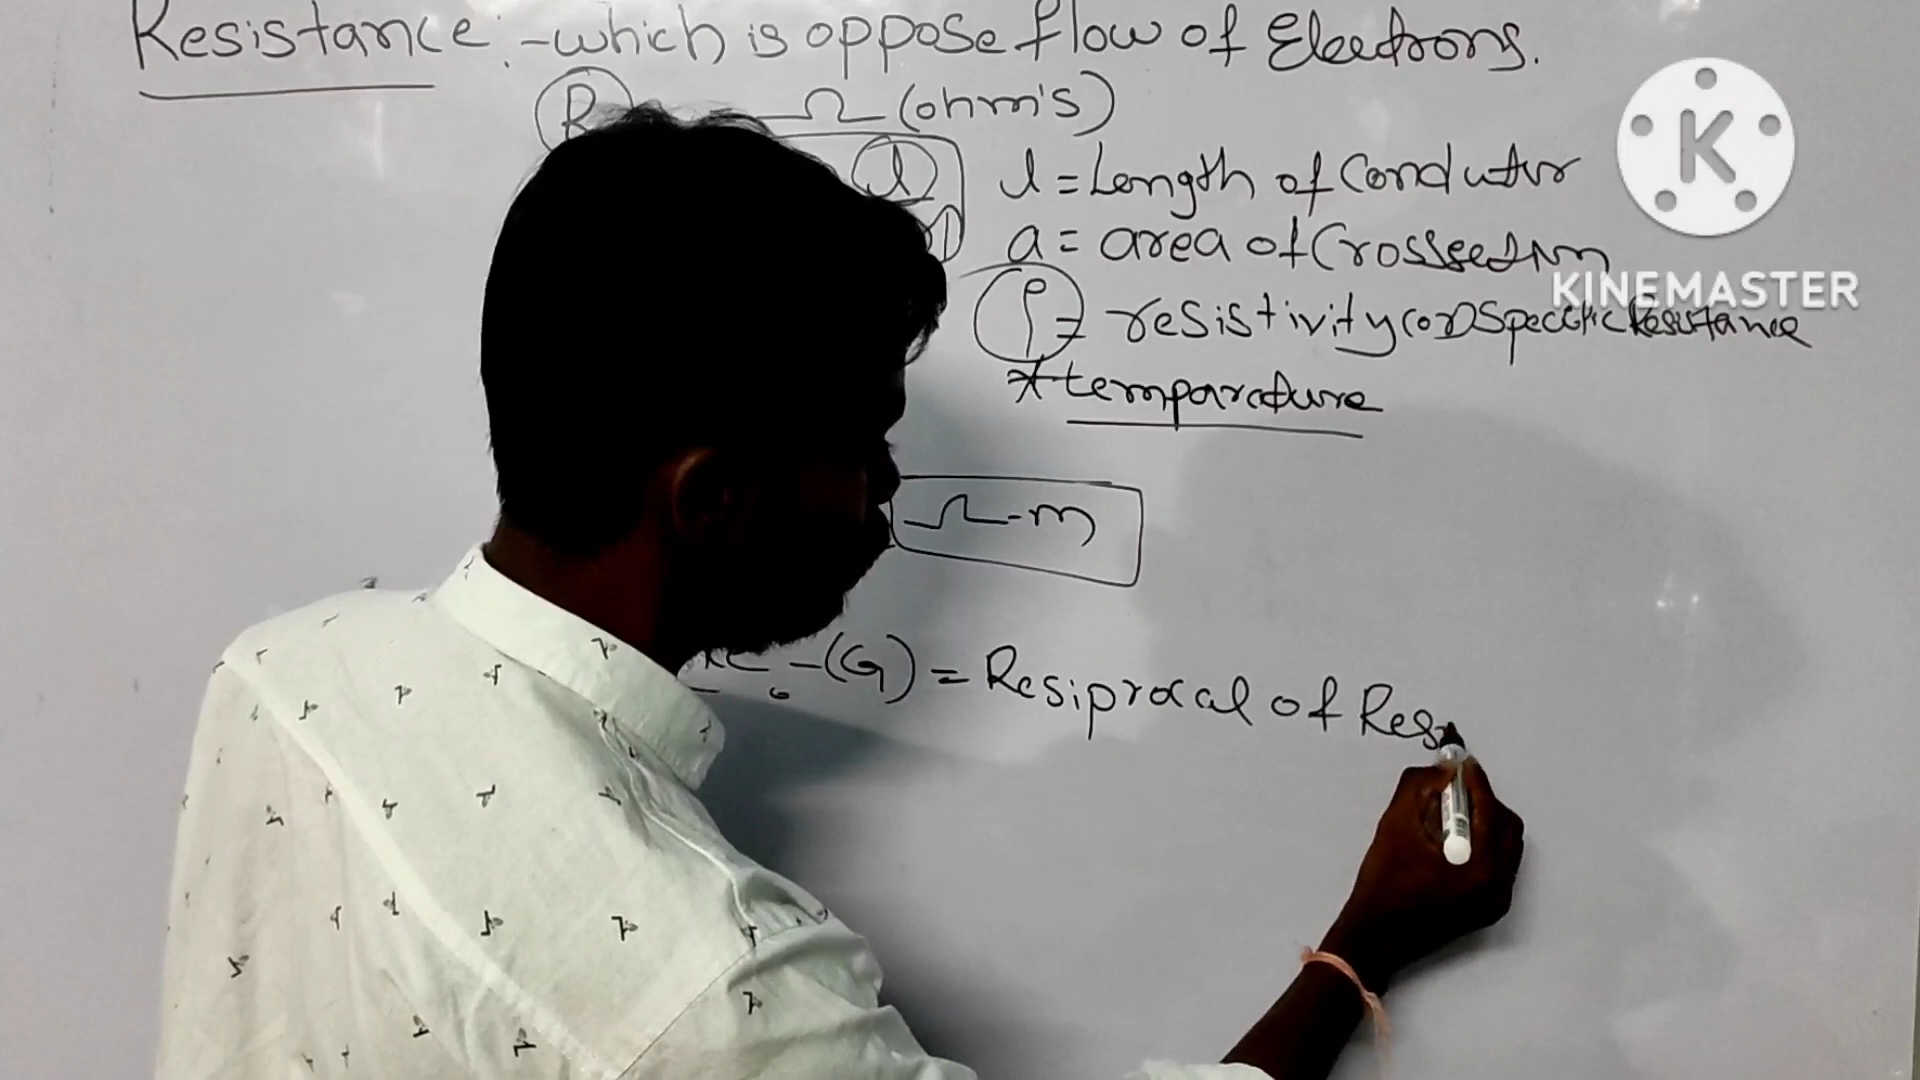 Resistance :- which is oppose flow of Electrons.
R Ω (ohm's)
l l = Length of Conductor
a = area of Crosssection
ρ = resistivity (or) Specific Resistance
* temparature
Ω-m
-(G) = Resiprocal of Res
K
KINEMASTER